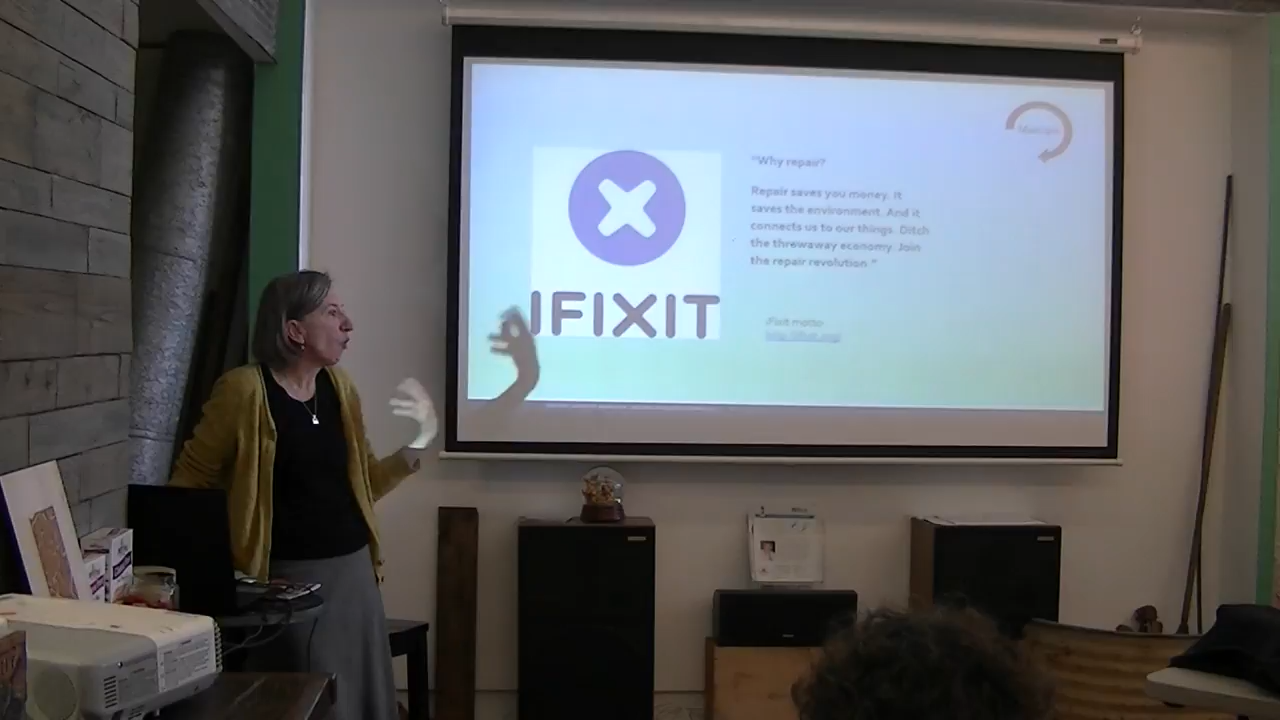 "Why repair?
Repair saves you money. It
saves the environment. And it
connects us to our things. Ditch
the throwaway economy. Join
the repair revolution."
IFIXIT
iFixit motto